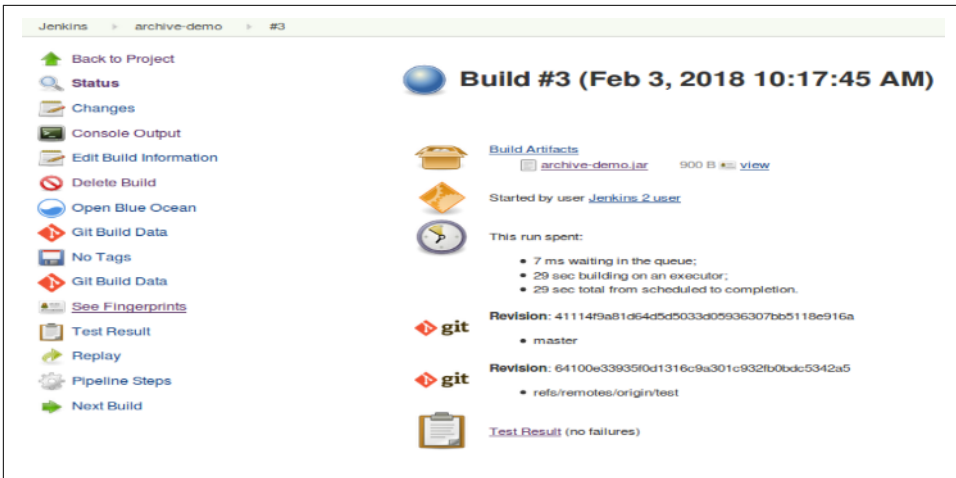 Jenkins archive-demo #3
Back to Project
Status
Changes
Console Output
Edit Build Information
Delete Build
Open Blue Ocean
Git Build Data
No Tags
Git Build Data
See Fingerprints
Test Result
Replay
Pipeline Steps
Next Build
Build #3 (Feb 3, 2018 10:17:45 AM)
Build Artifacts
archive-demo.jar 900 B view
Started by user Jenkins 2 user
This run spent:
• 7 ms waiting in the queue;
• 29 sec building on an executor;
• 29 sec total from scheduled to completion.
git Revision: 41114f9a81d64d5d5033d05936307bb5118e916a
• master
git Revision: 64100e33935f0d1316c9a301c932fb0bdc5342a5
• refs/remotes/origin/test
Test Result (no failures)